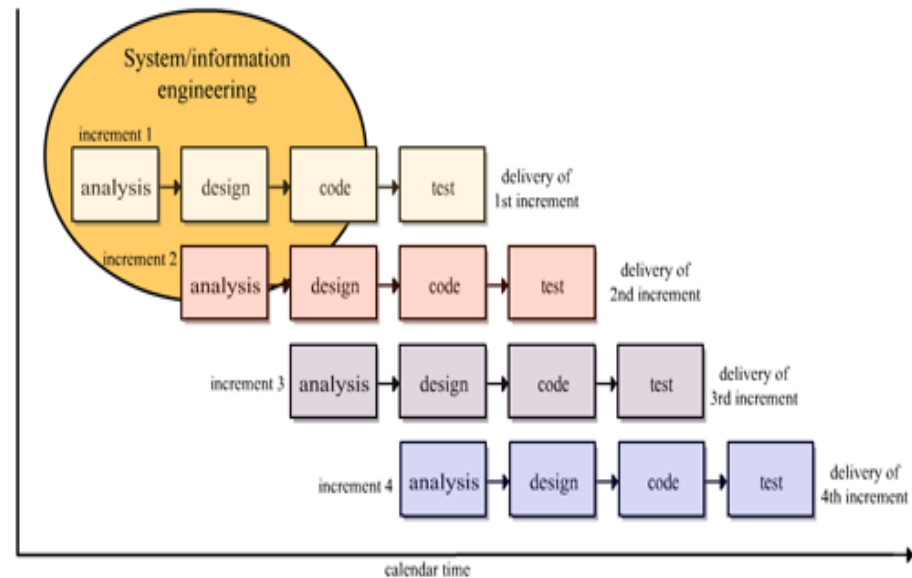 System/information
engineering
increment 1
analysis
design
code
test
delivery of
1st increment
increment 2
analysis
design
code
test
delivery of
2nd increment
increment 3
analysis
design
code
test
delivery of
3rd increment
increment 4
analysis
design
code
test
delivery of
4th increment
calendar time